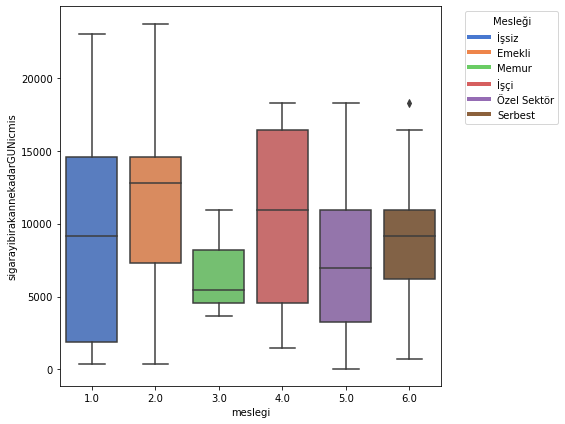 Mesleği
İşsiz
Emekli
Memur
İşçi
Özel Sektör
Serbest
sigarayibirakannekadarGUNicmis
20000
15000
10000
5000
0
1.0 2.0 3.0 4.0 5.0 6.0
meslegi